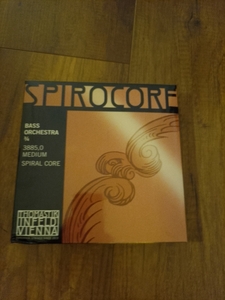 SPIROCORE
BASS
ORCHESTRA
¾
3885,0
MEDIUM
SPIRAL CORE
THOMASTIK
INFELD
VIENNA